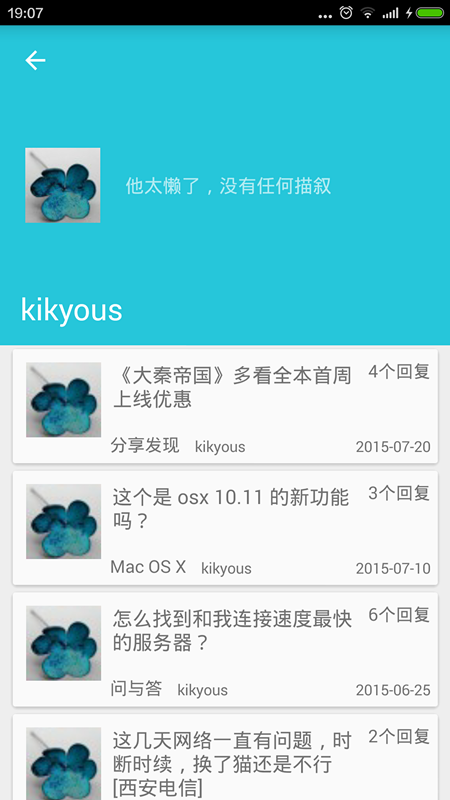 19:07
他太懒了，没有任何描叙
kikyous
《大秦帝国》多看全本首周
上线优惠
4个回复
分享发现 kikyous 2015-07-20
这个是 osx 10.11 的新功能
吗？
3个回复
Mac OS X kikyous 2015-07-10
怎么找到和我连接速度最快
的服务器？
6个回复
问与答 kikyous 2015-06-25
这几天网络一直有问题，时
断时续，换了猫还是不行
[西安电信]
2个回复